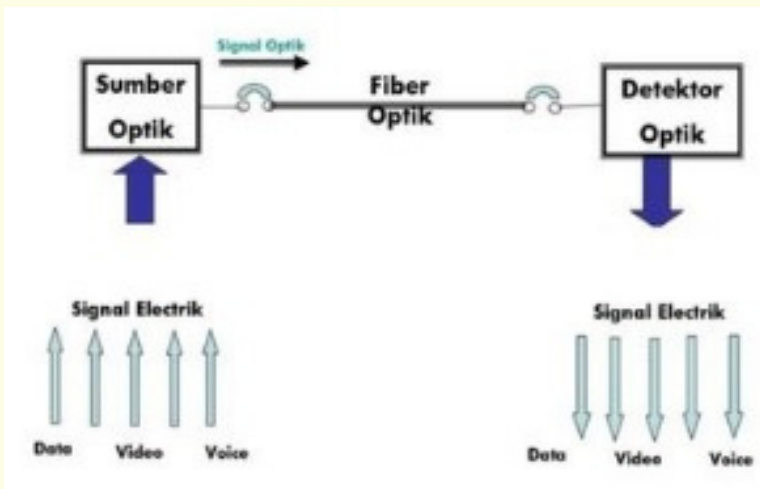 Signal Optik
Sumber
Optik
Fiber
Optik
Detektor
Optik
Signal Electrik
Data Video Voice
Signal Electrik
Data Video Voice